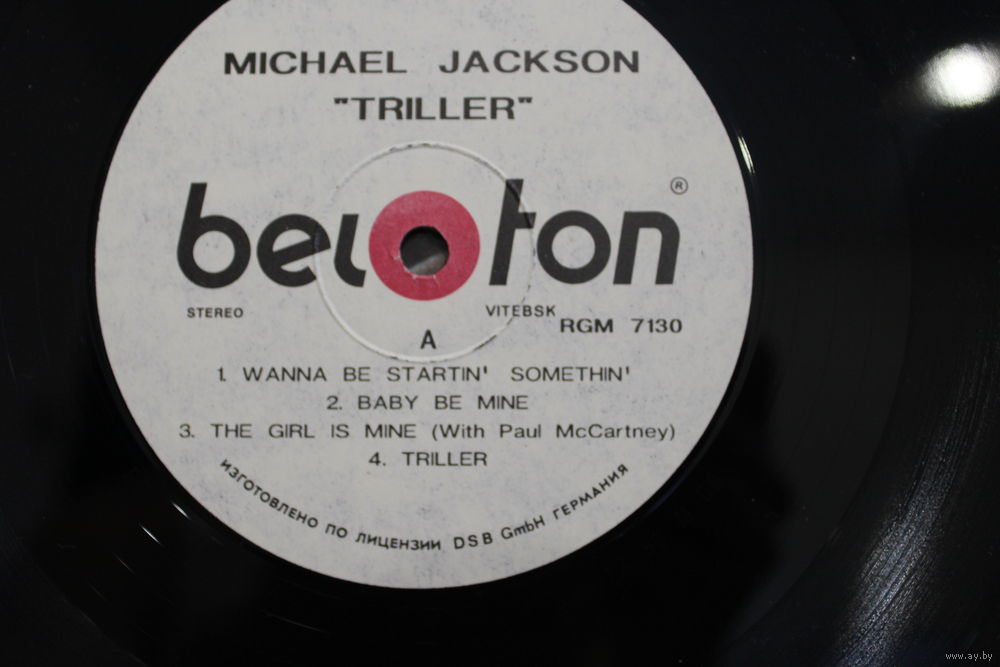 MICHAEL JACKSON
"TRILLER"
beloton ®
STEREO
VITEBSK
RGM 7130
A
1. WANNA BE STARTIN' SOMETHIN'
2. BABY BE MINE
3. THE GIRL IS MINE (With Paul McCartney)
4. TRILLER
ИЗГОТОВЛЕНО ПО ЛИЦЕНЗИИ DSB GmbH ГЕРМАНИЯ
www.ay.by